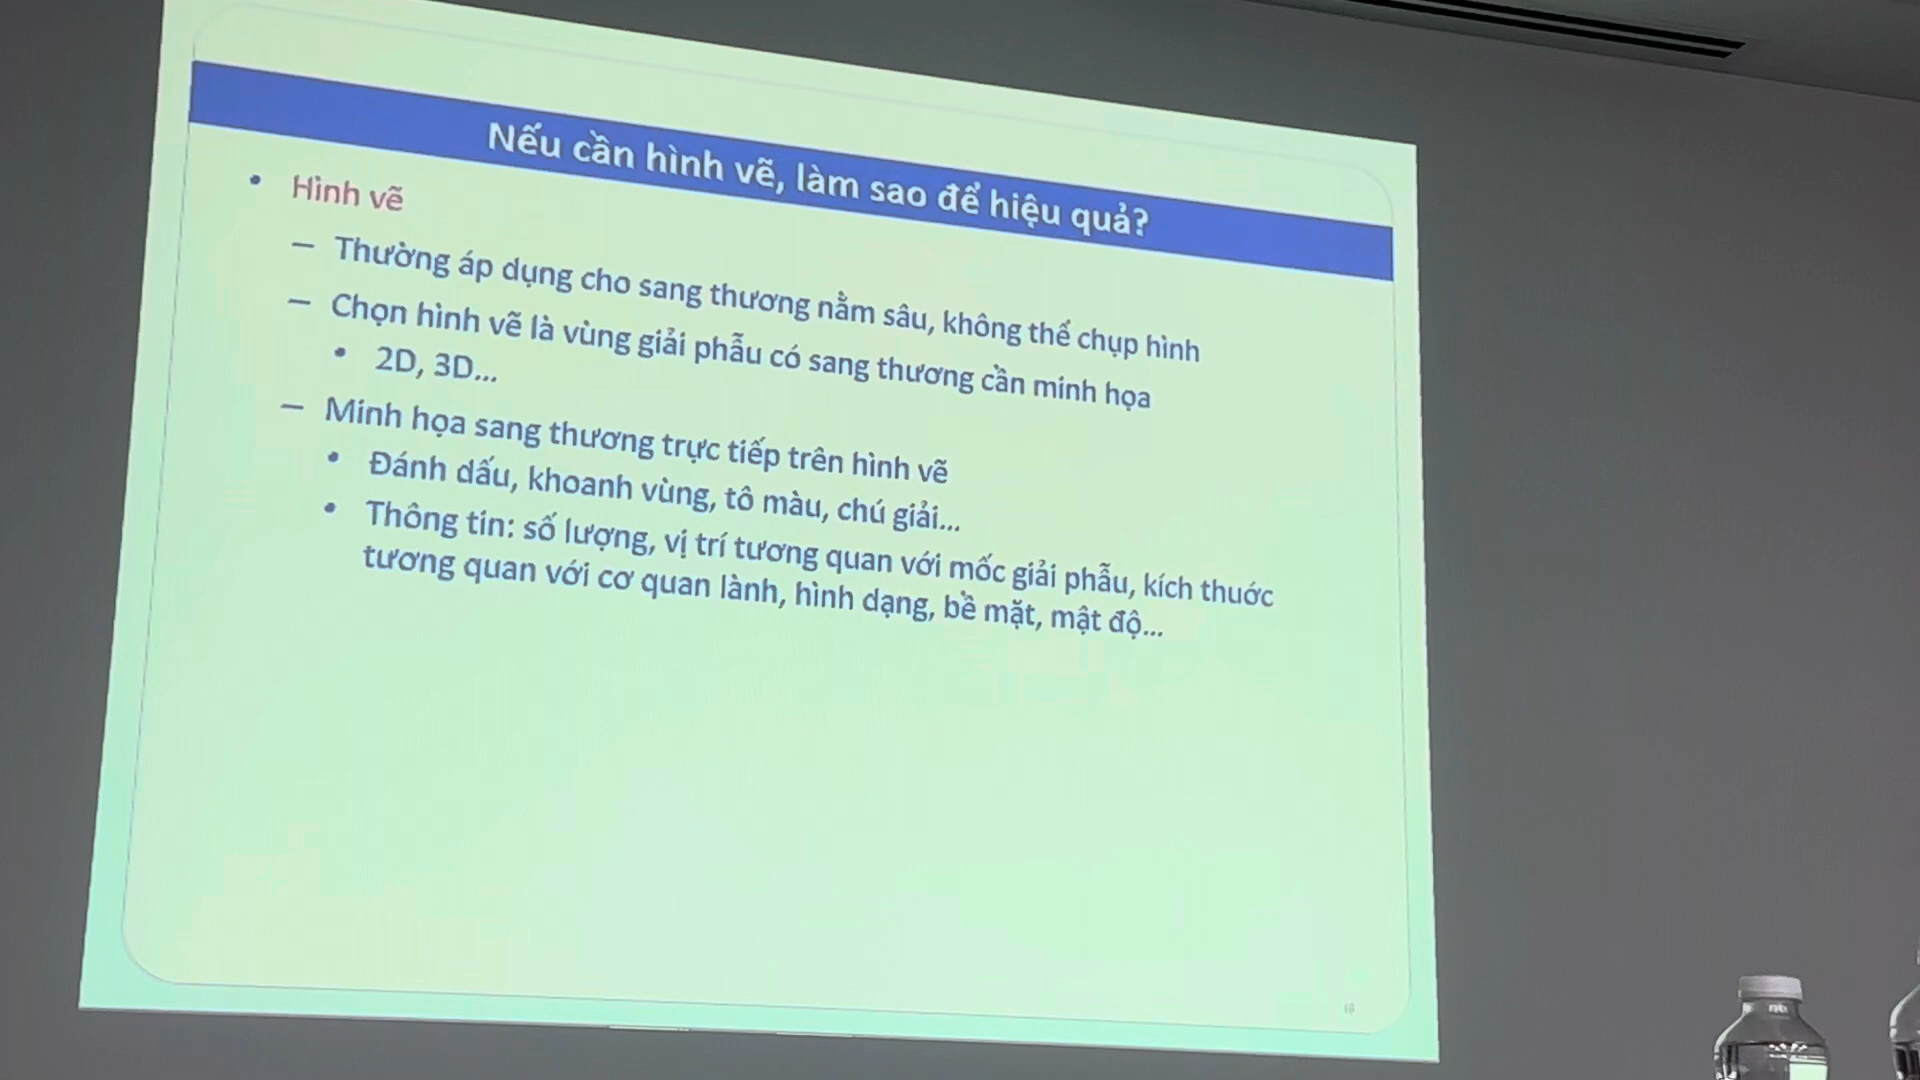 Nếu cần hình vẽ, làm sao để hiệu quả?
• Hình vẽ
– Thường áp dụng cho sang thương nằm sâu, không thể chụp hình
– Chọn hình vẽ là vùng giải phẫu có sang thương cần minh họa
• 2D, 3D...
– Minh họa sang thương trực tiếp trên hình vẽ
• Đánh dấu, khoanh vùng, tô màu, chú giải...
• Thông tin: số lượng, vị trí tương quan với mốc giải phẫu, kích thước
tương quan với cơ quan lành, hình dạng, bề mặt, mật độ...